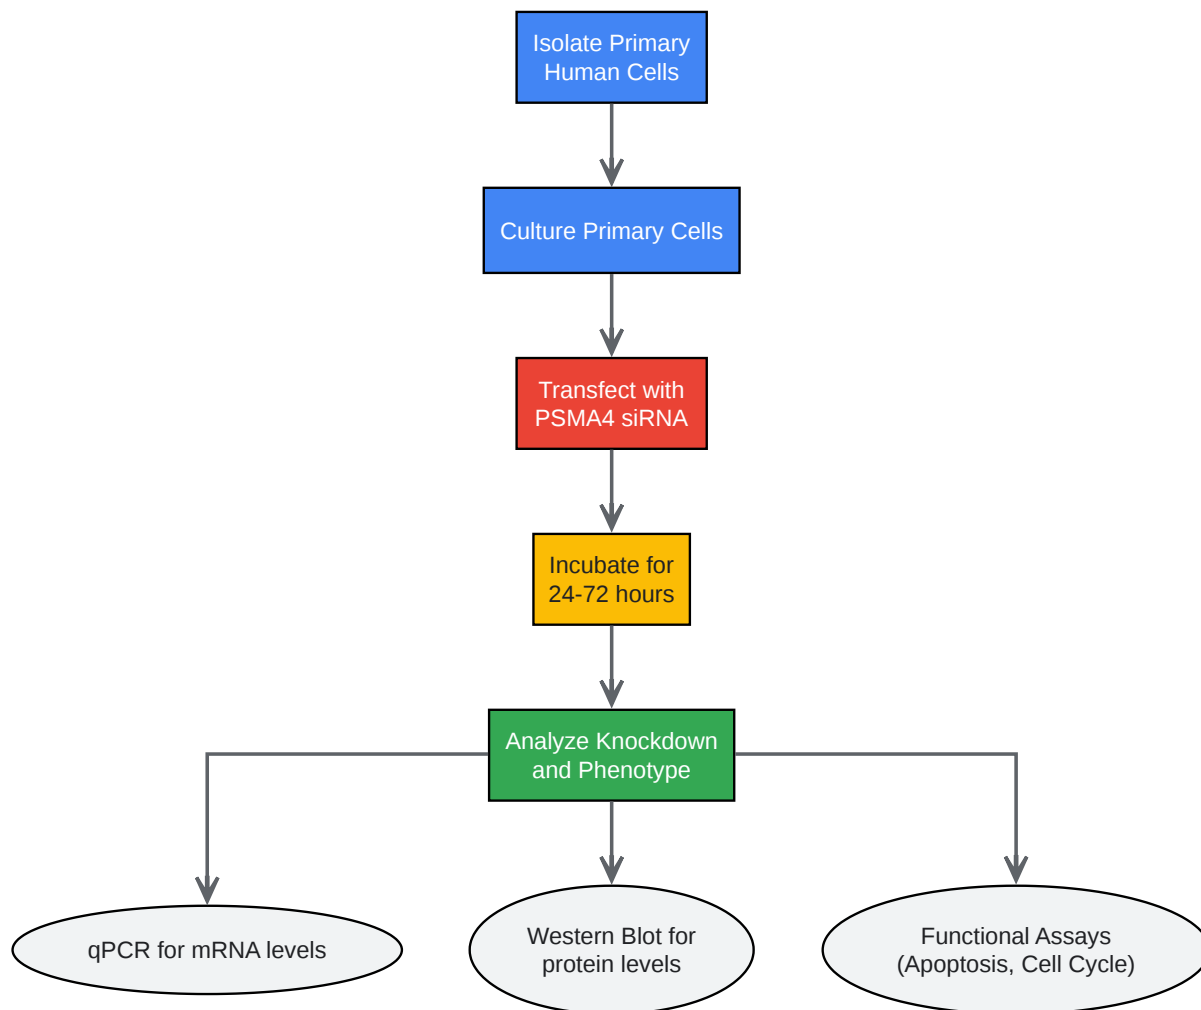 Isolate Primary
Human Cells
Culture Primary Cells
Transfect with
PSMA4 siRNA
Incubate for
24-72 hours
Analyze Knockdown
and Phenotype
qPCR for mRNA levels
Western Blot for
protein levels
Functional Assays
(Apoptosis, Cell Cycle)